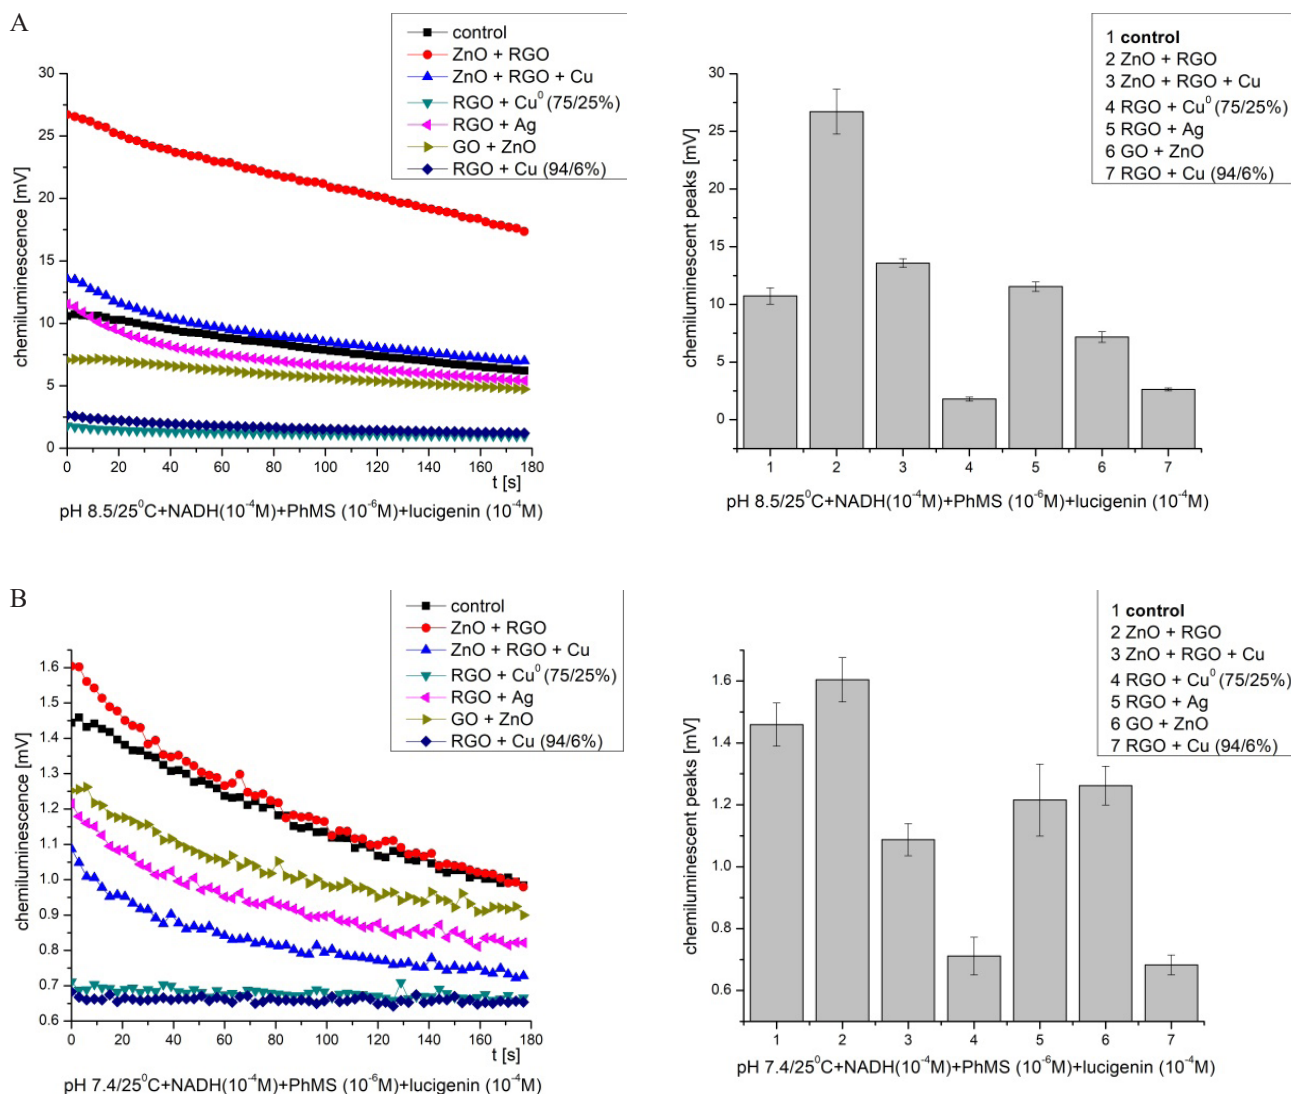 A
control
ZnO + RGO
ZnO + RGO + Cu
RGO + Cu⁰ (75/25%)
RGO + Ag
GO + ZnO
RGO + Cu (94/6%)
chemiluminescence [mV]
30
25
20
15
10
5
0
0 20 40 60 80 100 120 140 160 180
t [s]
pH 8.5/25⁰C+NADH(10⁻⁴M)+PhMS (10⁻⁶M)+lucigenin (10⁻⁴M)
1 control
2 ZnO + RGO
3 ZnO + RGO + Cu
4 RGO + Cu⁰ (75/25%)
5 RGO + Ag
6 GO + ZnO
7 RGO + Cu (94/6%)
chemiluminescent peaks [mV]
30
25
20
15
10
5
0
1 2 3 4 5 6 7
pH 8.5/25⁰C+NADH(10⁻⁴M)+PhMS (10⁻⁶M)+lucigenin (10⁻⁴M)
B
control
ZnO + RGO
ZnO + RGO + Cu
RGO + Cu⁰ (75/25%)
RGO + Ag
GO + ZnO
RGO + Cu (94/6%)
chemiluminescence [mV]
1.6
1.5
1.4
1.3
1.2
1.1
1.0
0.9
0.8
0.7
0.6
0 20 40 60 80 100 120 140 160 180
t [s]
pH 7.4/25⁰C+NADH(10⁻⁴M)+PhMS (10⁻⁶M)+lucigenin (10⁻⁴M)
1 control
2 ZnO + RGO
3 ZnO + RGO + Cu
4 RGO + Cu⁰ (75/25%)
5 RGO + Ag
6 GO + ZnO
7 RGO + Cu (94/6%)
chemiluminescent peaks [mV]
1.6
1.4
1.2
1.0
0.8
0.6
1 2 3 4 5 6 7
pH 7.4/25⁰C+NADH(10⁻⁴M)+PhMS (10⁻⁶M)+lucigenin (10⁻⁴M)